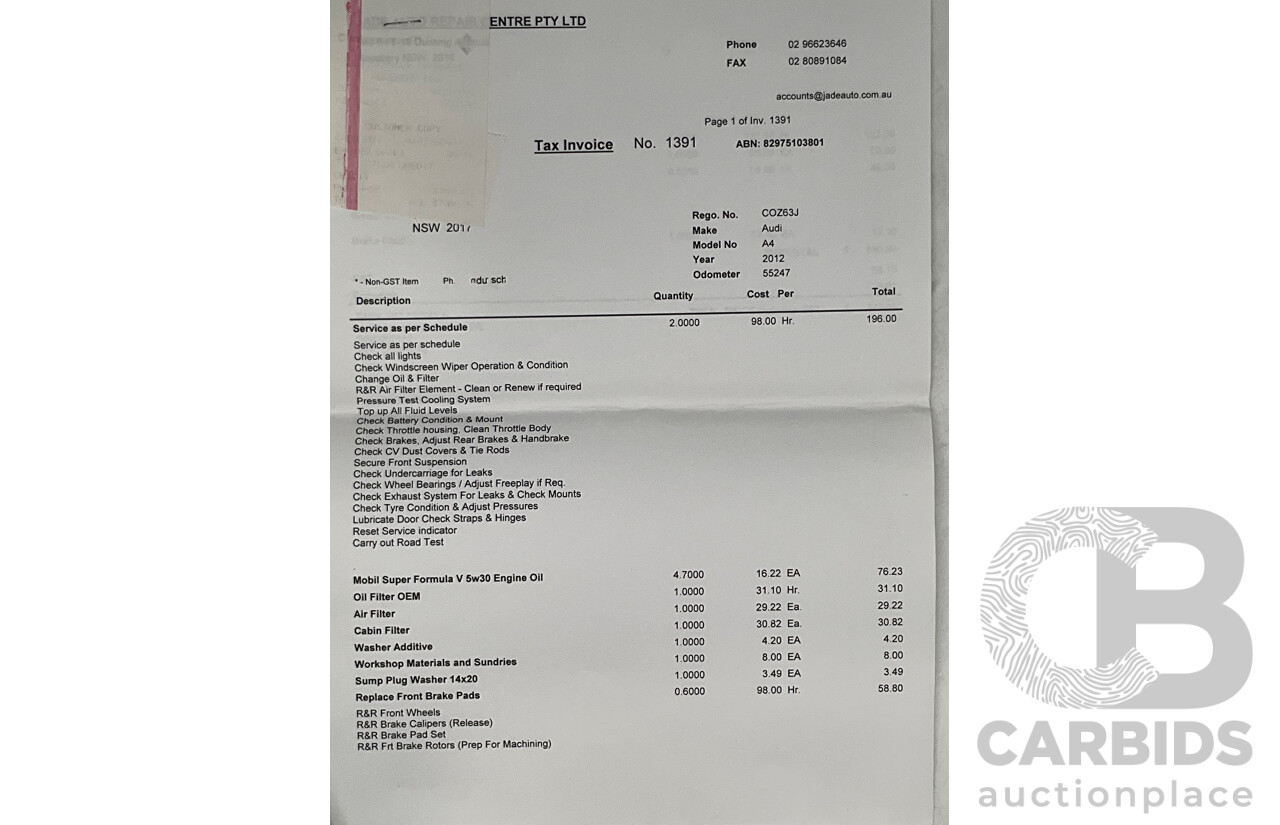 ENTRE PTY LTD
Phone 02 96623646
FAX 02 80891084
accounts@jadeauto.com.au
Page 1 of Inv. 1391
Tax Invoice No. 1391 ABN: 82975103801
NSW 2017
Rego. No. COZ63J
Make Audi
Model No A4
Year 2012
Odometer 55247
* - Non-GST Item Ph.
Description Quantity Cost Per Total
Service as per Schedule 2.0000 98.00 Hr. 196.00
Service as per schedule
Check all lights
Check Windscreen Wiper Operation & Condition
Change Oil & Filter
R&R Air Filter Element - Clean or Renew if required
Pressure Test Cooling System
Top up All Fluid Levels
Check Battery Condition & Mount
Check Throttle housing, Clean Throttle Body
Check Brakes, Adjust Rear Brakes & Handbrake
Check CV Dust Covers & Tie Rods
Secure Front Suspension
Check Undercarriage for Leaks
Check Wheel Bearings / Adjust Freeplay if Req.
Check Exhaust System For Leaks & Check Mounts
Check Tyre Condition & Adjust Pressures
Lubricate Door Check Straps & Hinges
Reset Service indicator
Carry out Road Test
Mobil Super Formula V 5w30 Engine Oil 4.7000 16.22 EA 76.23
Oil Filter OEM 1.0000 31.10 Hr. 31.10
Air Filter 1.0000 29.22 Ea. 29.22
Cabin Filter 1.0000 30.82 Ea. 30.82
Washer Additive 1.0000 4.20 EA 4.20
Workshop Materials and Sundries 1.0000 8.00 EA 8.00
Sump Plug Washer 14x20 1.0000 3.49 EA 3.49
Replace Front Brake Pads 0.6000 98.00 Hr. 58.80
R&R Front Wheels
R&R Brake Calipers (Release)
R&R Brake Pad Set
R&R Frt Brake Rotors (Prep For Machining)
CB
CARBIDS
auctionplace